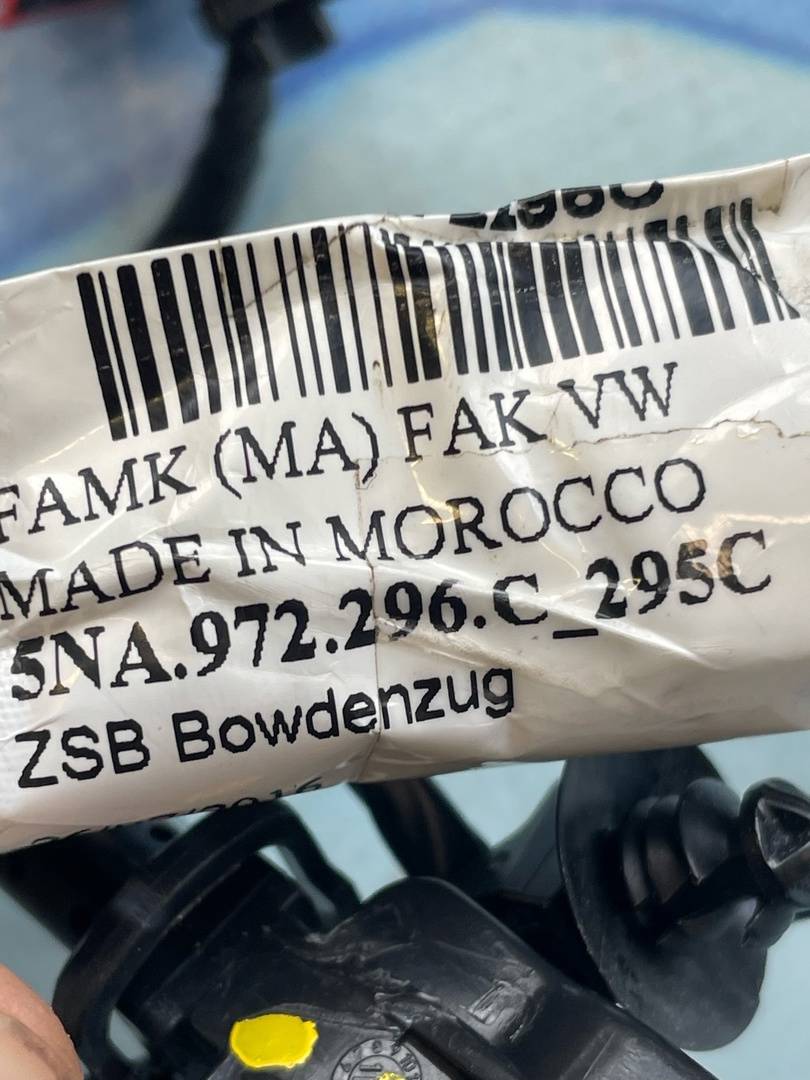 FAMK (MA) FAK VW
MADE IN MOROCCO
5NA.972.296.C_295C
ZSB Bowdenzug